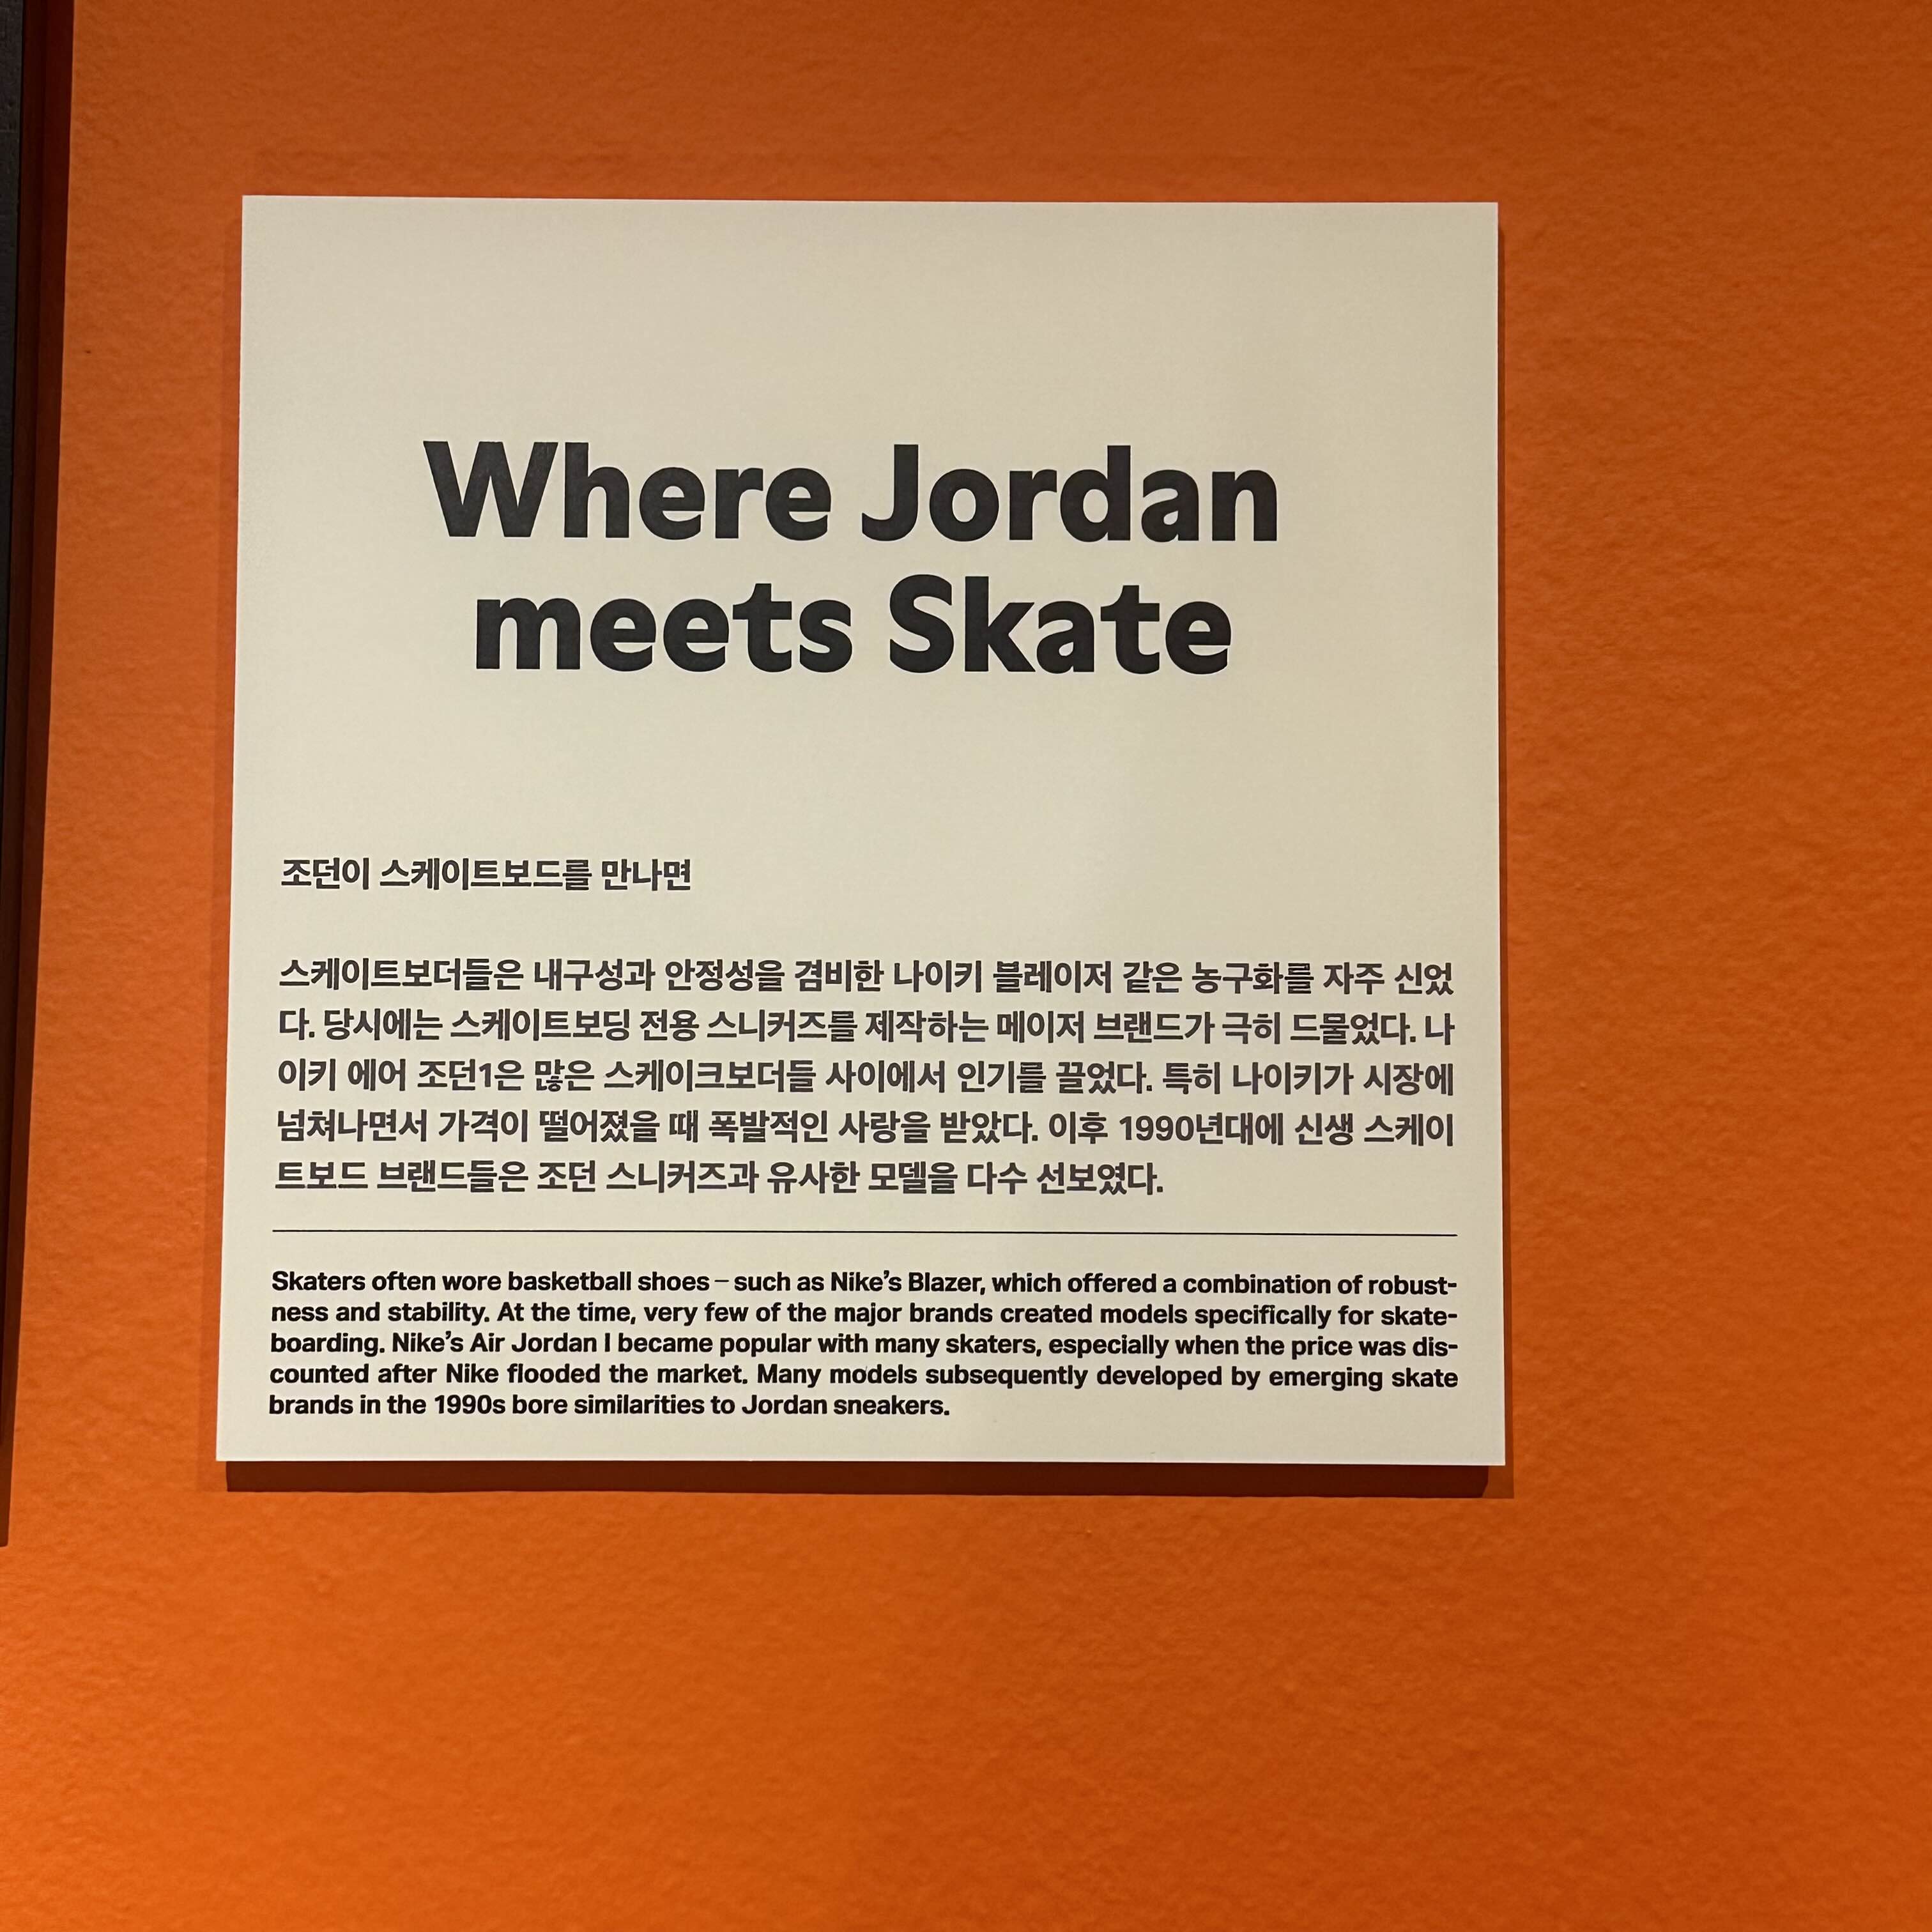 Where Jordan
meets Skate
조던이 스케이트보드를 만나면
스케이트보더들은 내구성과 안정성을 겸비한 나이키 블레이저 같은 농구화를 자주 신었
다. 당시에는 스케이트보딩 전용 스니커즈를 제작하는 메이저 브랜드가 극히 드물었다. 나
이키 에어 조던1은 많은 스케이크보더들 사이에서 인기를 끌었다. 특히 나이키가 시장에
넘쳐나면서 가격이 떨어졌을 때 폭발적인 사랑을 받았다. 이후 1990년대에 신생 스케이
트보드 브랜드들은 조던 스니커즈과 유사한 모델을 다수 선보였다.
Skaters often wore basketball shoes – such as Nike's Blazer, which offered a combination of robust-
ness and stability. At the time, very few of the major brands created models specifically for skate-
boarding. Nike's Air Jordan I became popular with many skaters, especially when the price was dis-
counted after Nike flooded the market. Many models subsequently developed by emerging skate
brands in the 1990s bore similarities to Jordan sneakers.